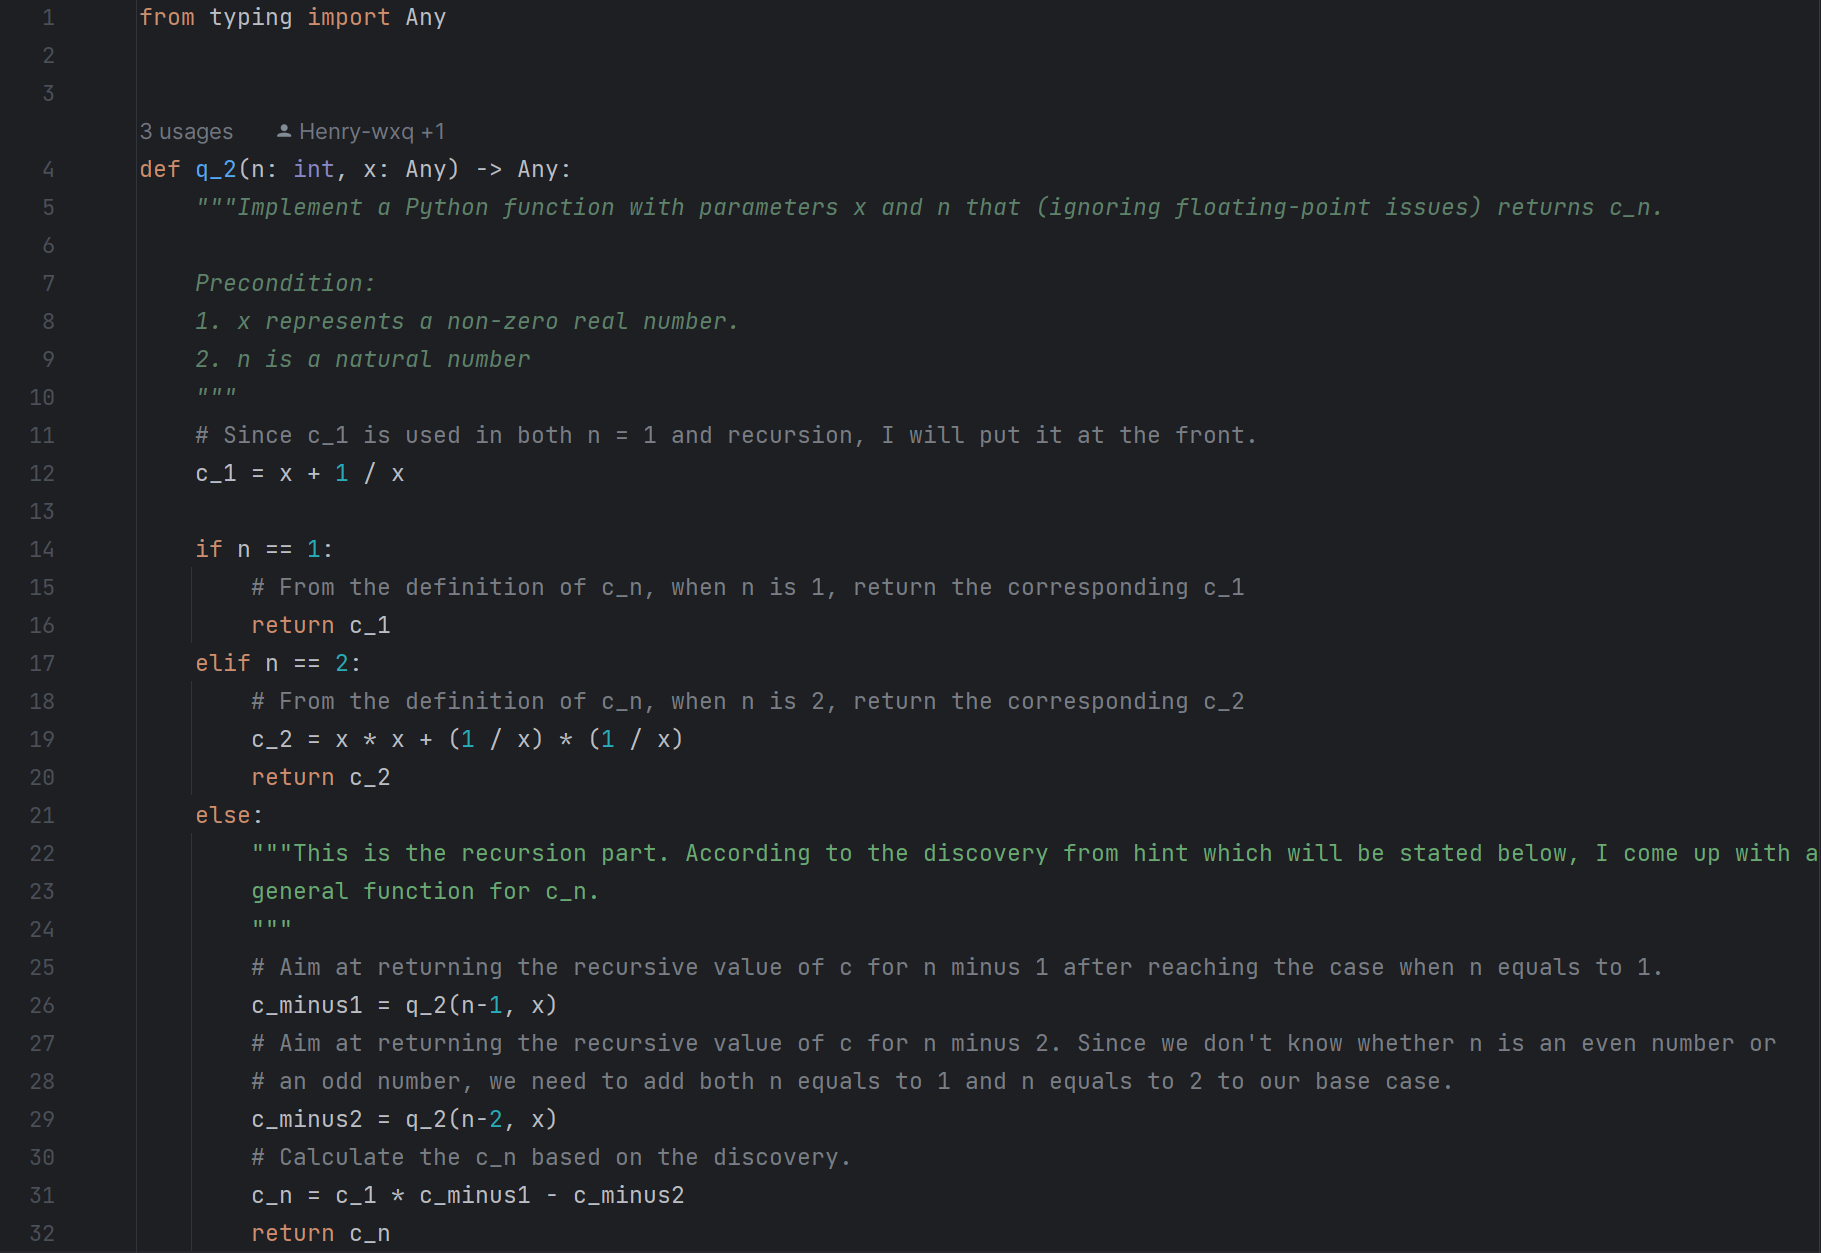 1 from typing import Any
2
3
3 usages Henry-wxq +1
4 def q_2(n: int, x: Any) -> Any:
5     """Implement a Python function with parameters x and n that (ignoring floating-point issues) returns c_n.
6
7     Precondition:
8     1. x represents a non-zero real number.
9     2. n is a natural number
10     """
11     # Since c_1 is used in both n = 1 and recursion, I will put it at the front.
12     c_1 = x + 1 / x
13
14     if n == 1:
15         # From the definition of c_n, when n is 1, return the corresponding c_1
16         return c_1
17     elif n == 2:
18         # From the definition of c_n, when n is 2, return the corresponding c_2
19         c_2 = x * x + (1 / x) * (1 / x)
20         return c_2
21     else:
22         """This is the recursion part. According to the discovery from hint which will be stated below, I come up with a
23         general function for c_n.
24         """
25         # Aim at returning the recursive value of c for n minus 1 after reaching the case when n equals to 1.
26         c_minus1 = q_2(n-1, x)
27         # Aim at returning the recursive value of c for n minus 2. Since we don't know whether n is an even number or
28         # an odd number, we need to add both n equals to 1 and n equals to 2 to our base case.
29         c_minus2 = q_2(n-2, x)
30         # Calculate the c_n based on the discovery.
31         c_n = c_1 * c_minus1 - c_minus2
32         return c_n